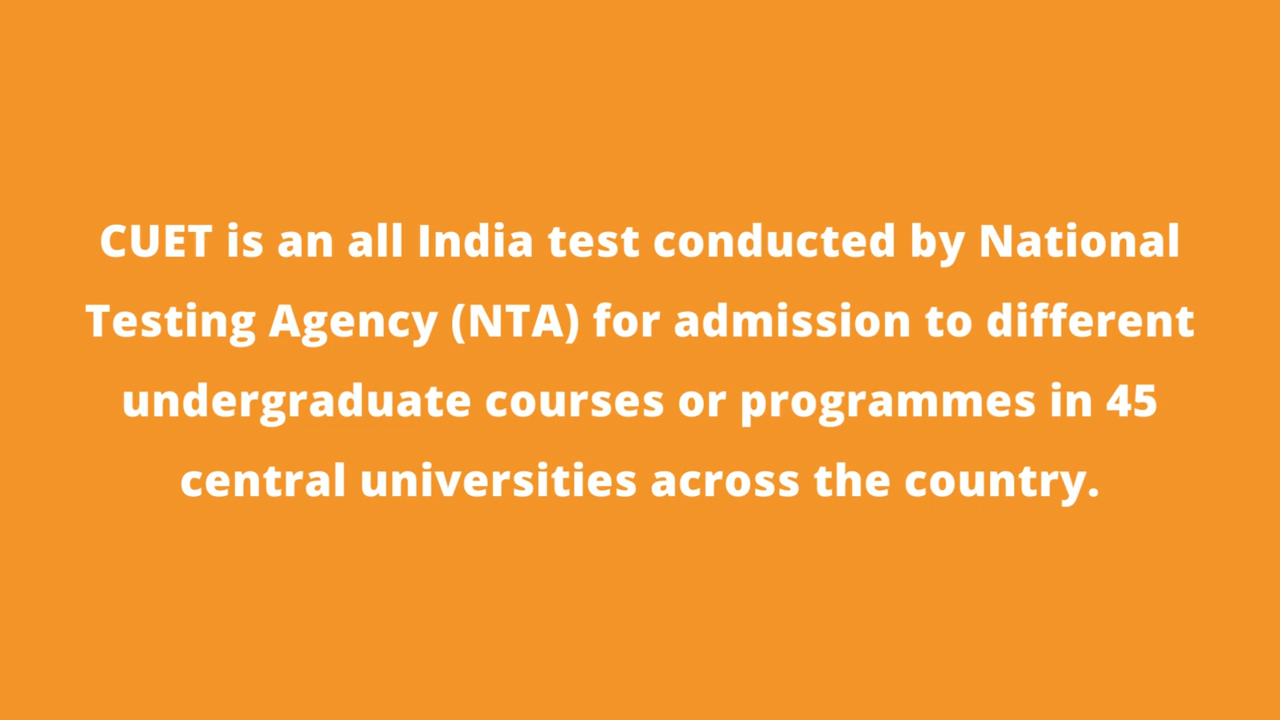 CUET is an all India test conducted by National
Testing Agency (NTA) for admission to different
undergraduate courses or programmes in 45
central universities across the country.